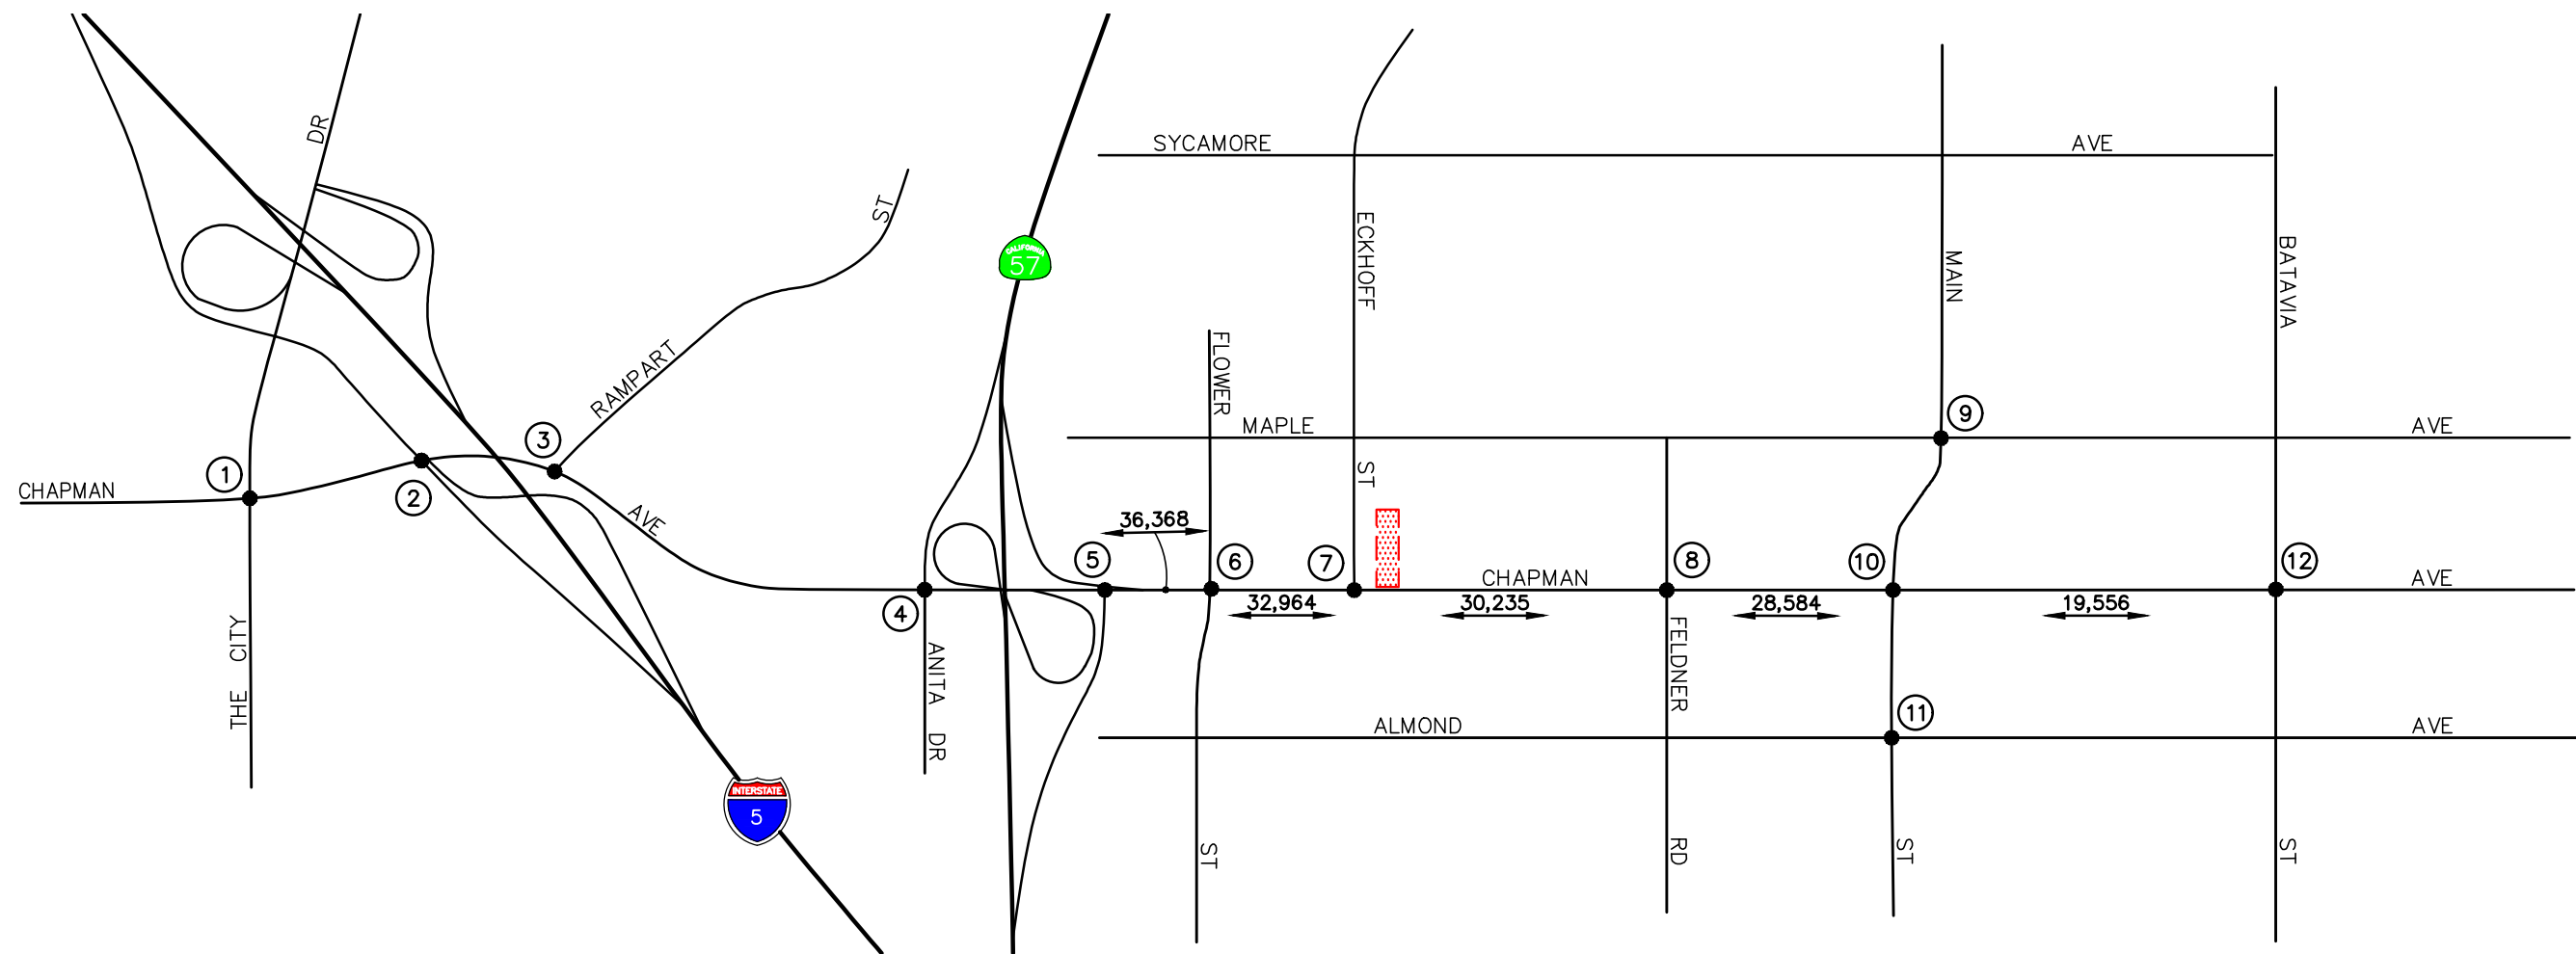 DR
SYCAMORE AVE
ST
CALIFORNIA
57
ECKHOFF
MAIN
BATAVIA
FLOWER
RAMPART
MAPLE AVE
9
3
1
CHAPMAN
2
AVE
ST
36,368
5
6
7
CHAPMAN
8
10
12
AVE
4
32,964
30,235
28,584
19,556
THE CITY
ANITA DR
FELDNER
11
ALMOND AVE
INTERSTATE
5
ST
RD
ST
ST